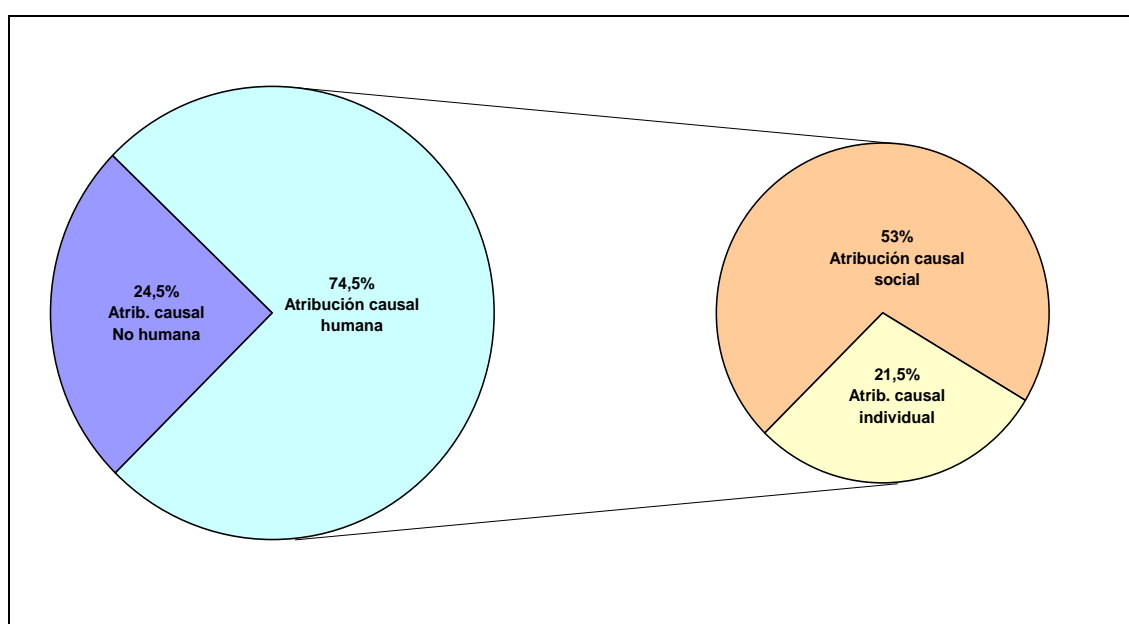 24,5%
Atrib. causal
No humana
74,5%
Atribución causal
humana
53%
Atribución causal
social
21,5%
Atrib. causal
individual